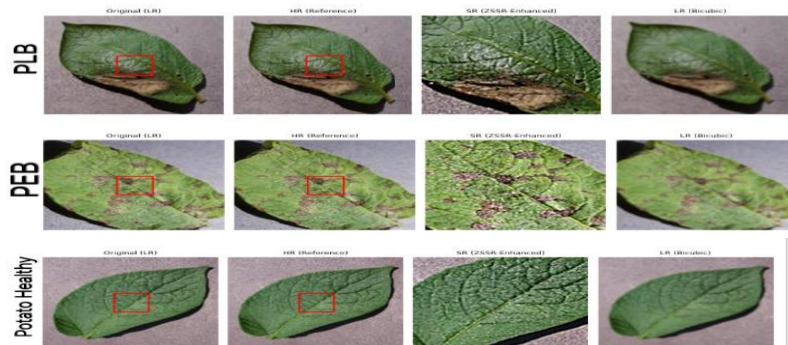 Original (LR) HR (Reference) SR (ZSSR-Enhanced) LR (Bicubic)
PLB
Original (LR) HR (Reference) SR (ZSSR-Enhanced) LR (Bicubic)
PEB
Original (LR) HR (Reference) SR (ZSSR-Enhanced) LR (Bicubic)
Potato Healthy